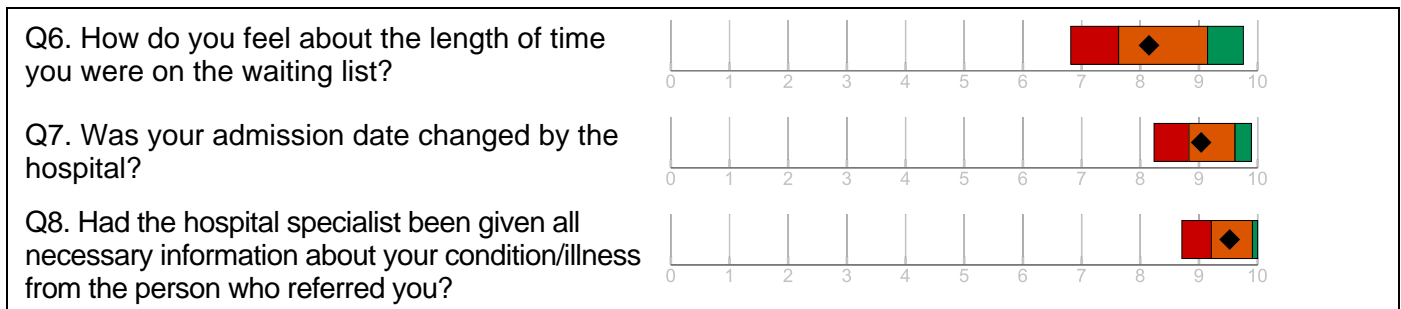 Q6. How do you feel about the length of time
you were on the waiting list?
0 1 2 3 4 5 6 7 8 9 10
Q7. Was your admission date changed by the
hospital?
0 1 2 3 4 5 6 7 8 9 10
Q8. Had the hospital specialist been given all
necessary information about your condition/illness
from the person who referred you?
0 1 2 3 4 5 6 7 8 9 10